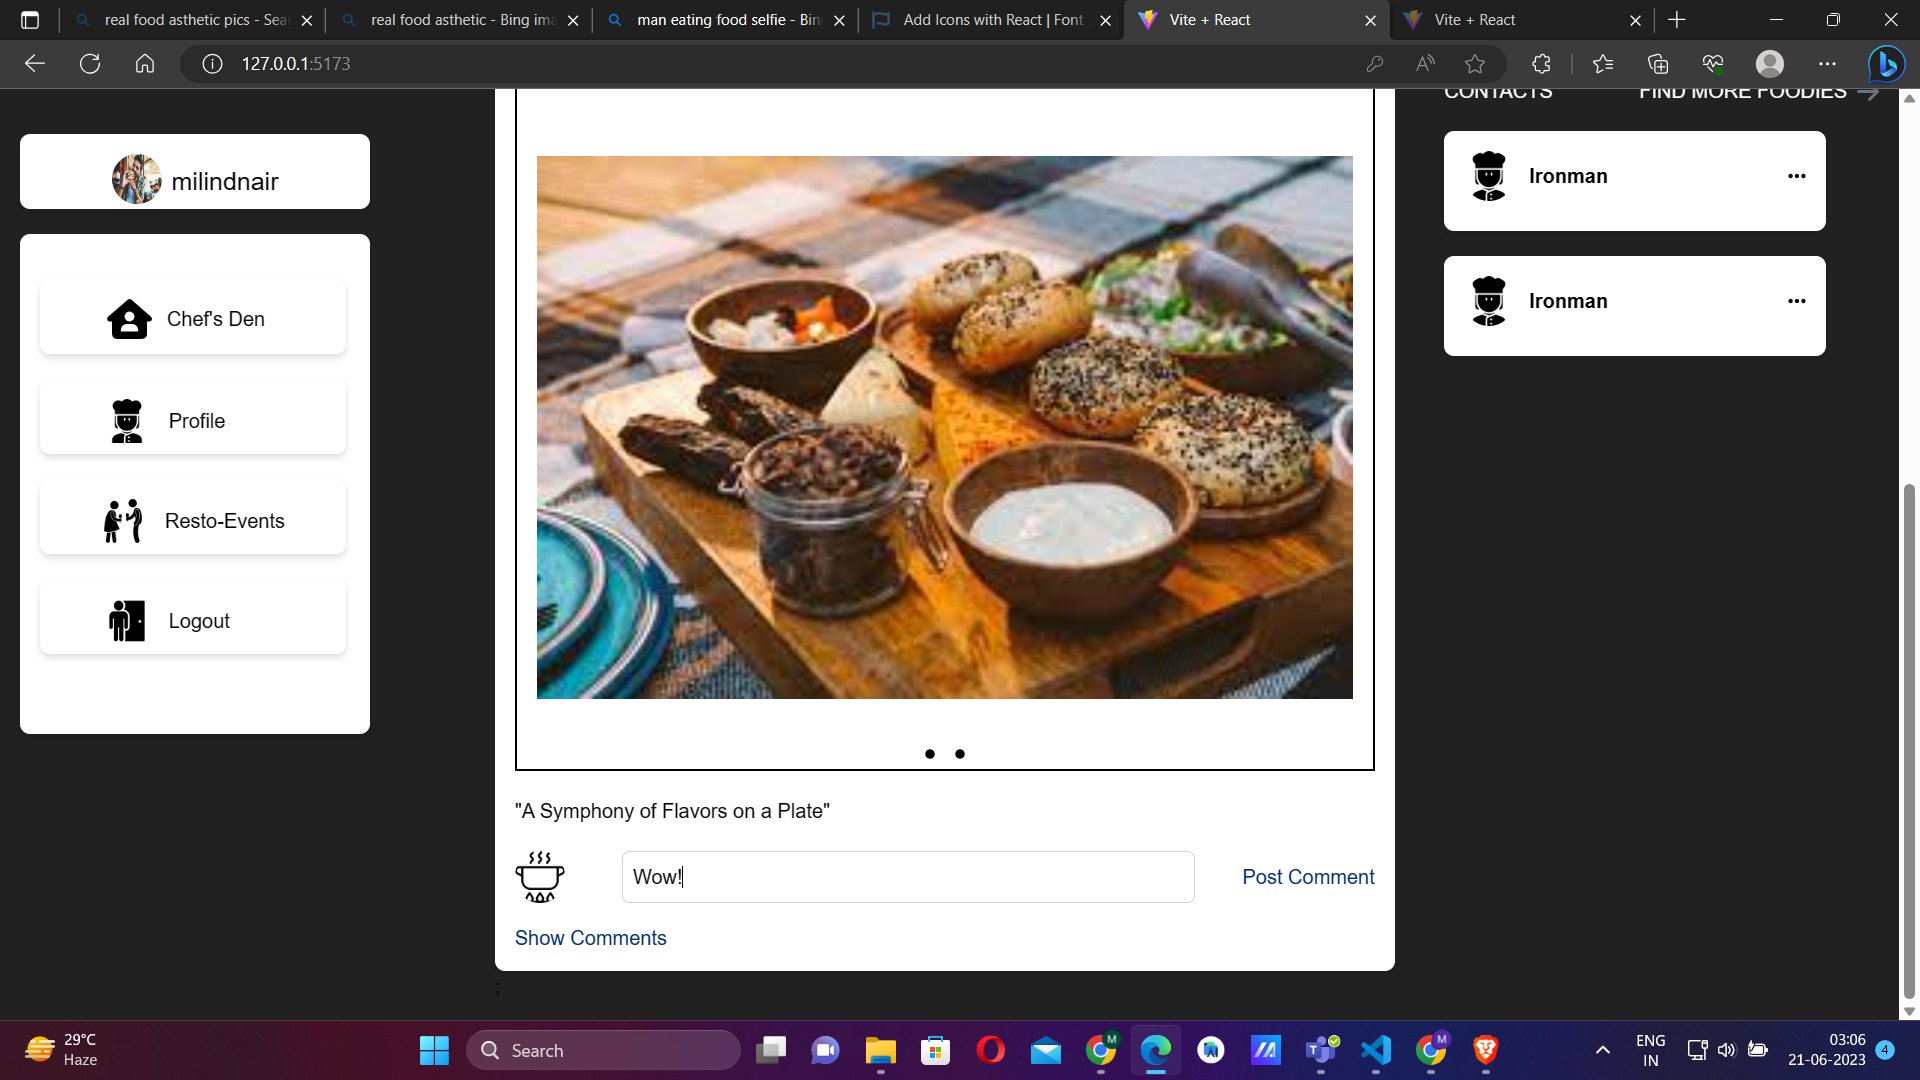 real food asthetic pics - Sea
real food asthetic - Bing ima
man eating food selfie - Bin
Add Icons with React | Font
Vite + React
Vite + React
127.0.0.1:5173
milindnair
Chef's Den
Profile
Resto-Events
Logout
"A Symphony of Flavors on a Plate"
Wow!
Post Comment
Show Comments
;
CONTACTS FIND MORE FOODIES
Ironman
Ironman
29°C
Haze
Search
M
M
ENG
IN
03:06
21-06-2023
4